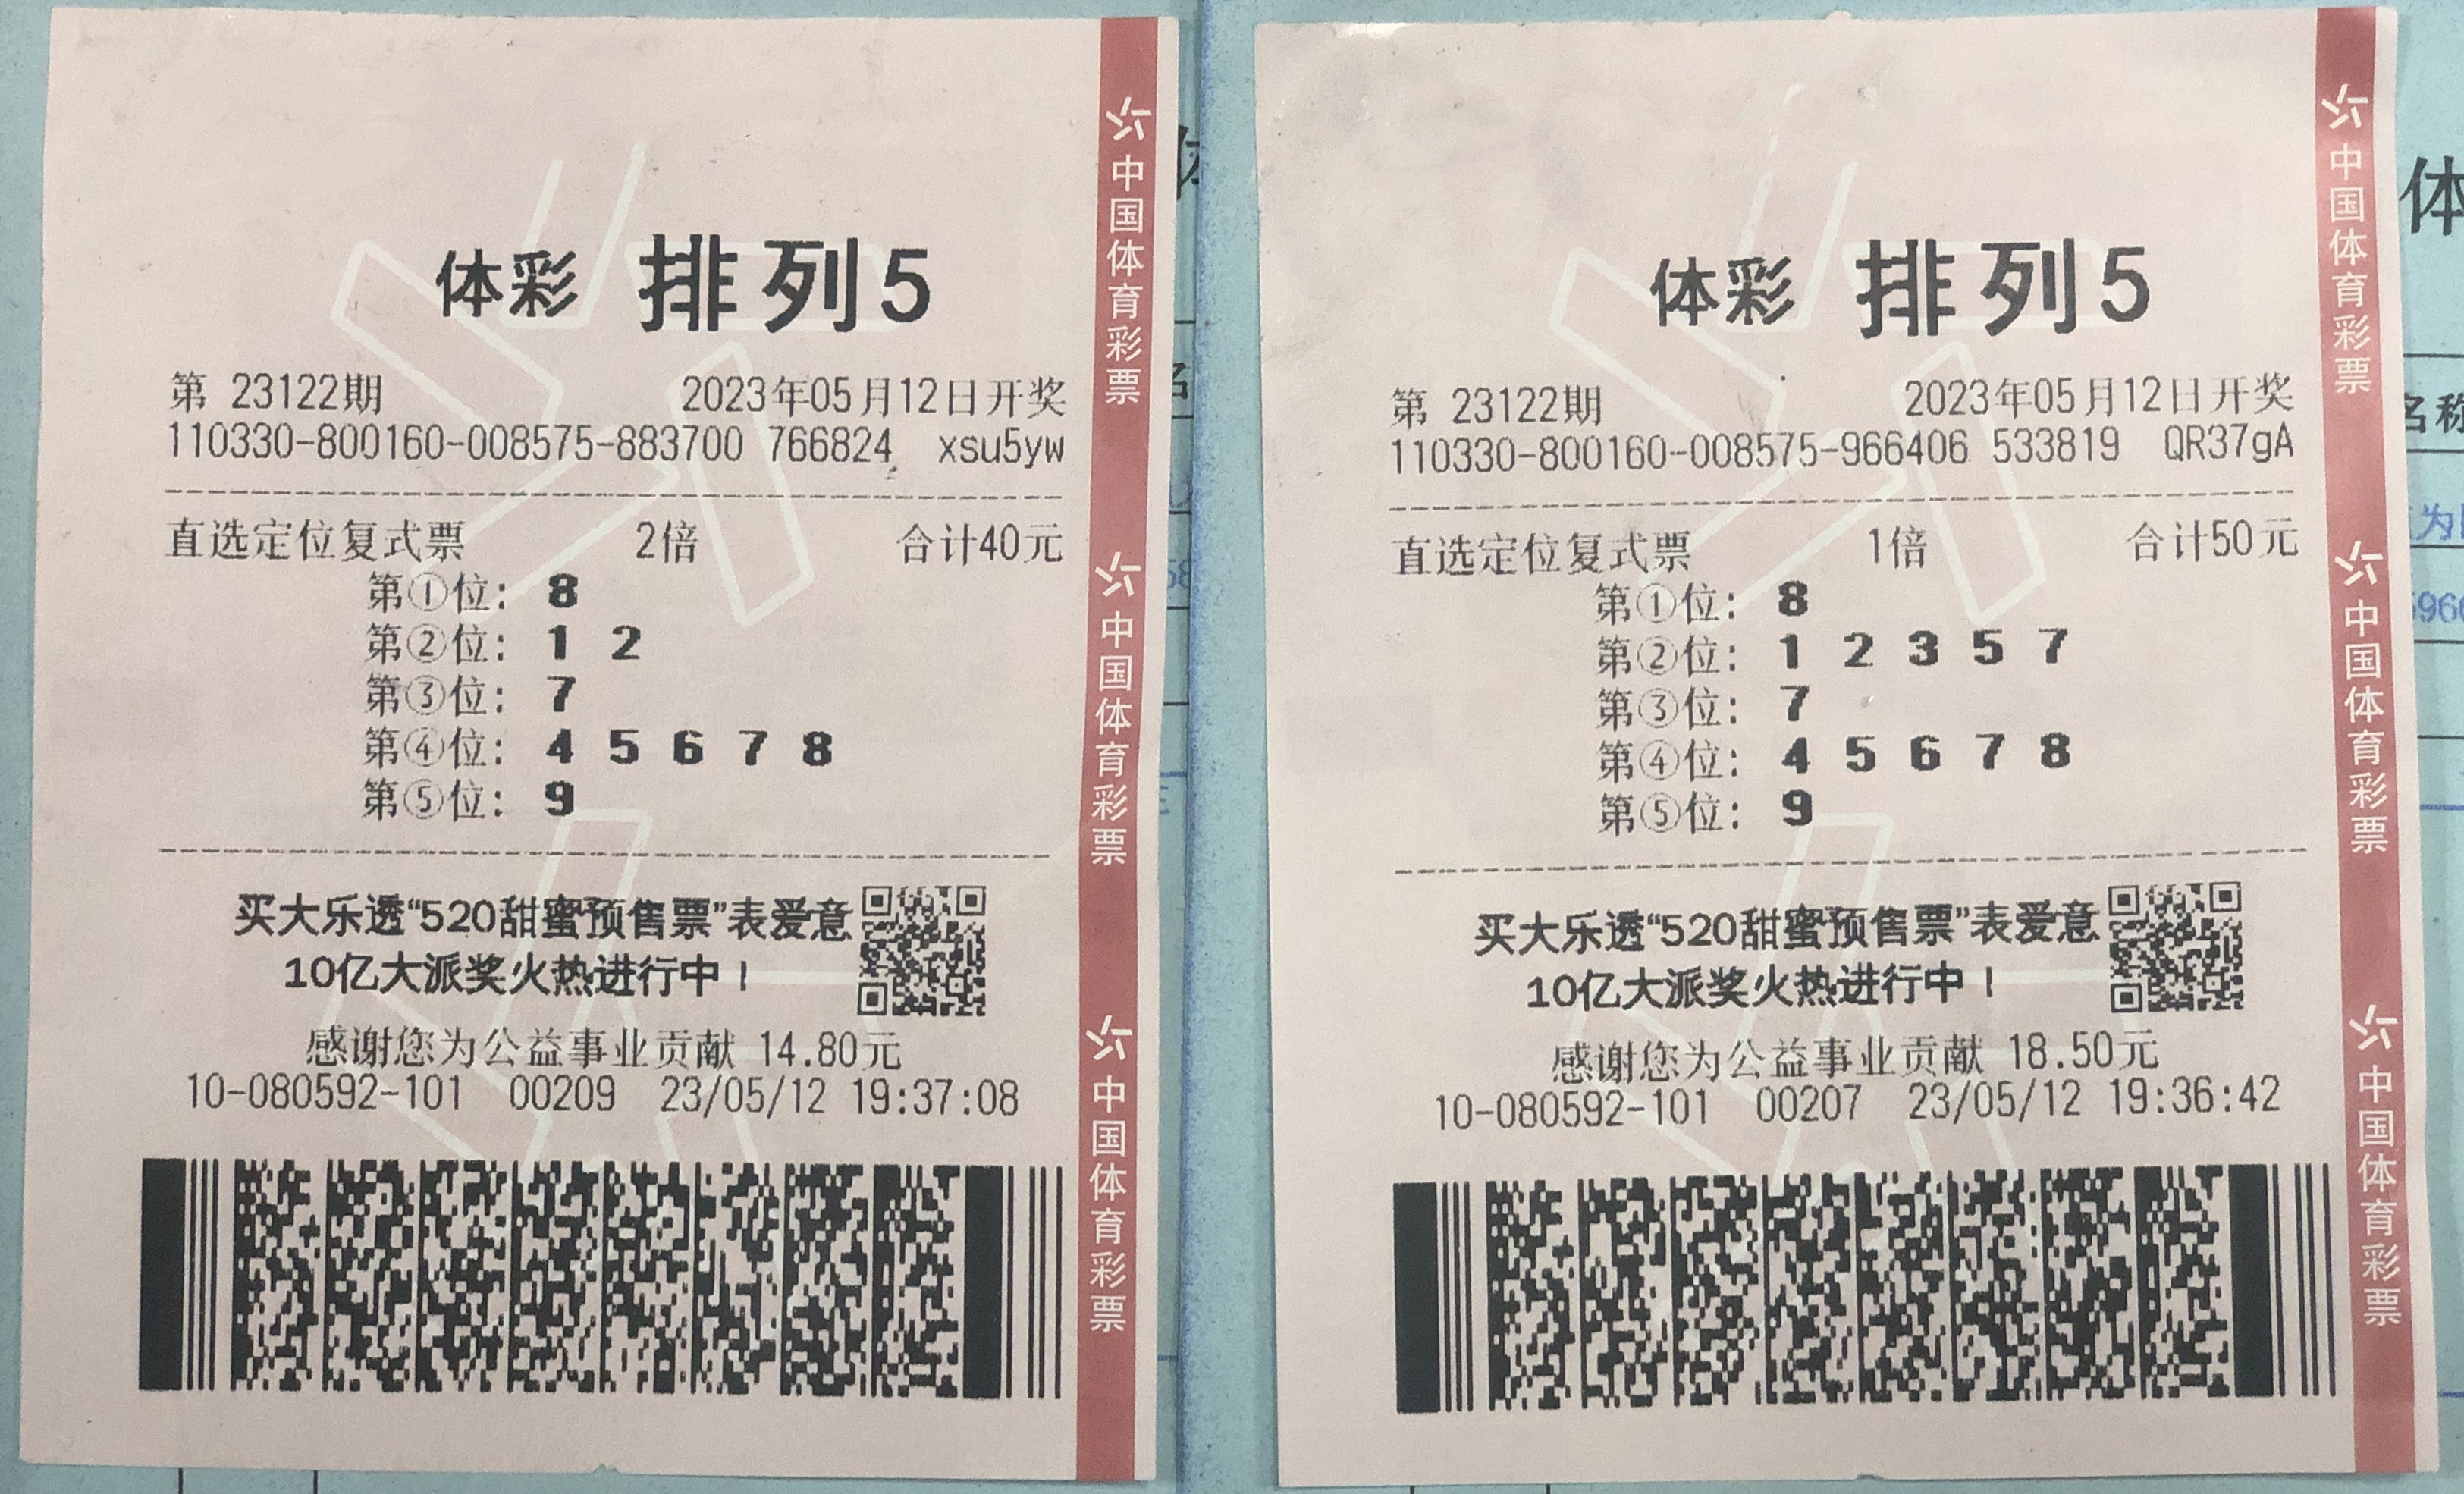 体彩 排列5
第 23122期 2023年05月12日开奖
110330-800160-008575-883700 766824 xsu5yw
直选定位复式票 2倍 合计40元
第①位: 8
第②位: 1 2
第③位: 7
第④位: 4 5 6 7 8
第⑤位: 9
买大乐透“520甜蜜预售票”表爱意
10亿大派奖火热进行中！
感谢您为公益事业贡献 14.80元
10-080592-101 00209 23/05/12 19:37:08
中国体育彩票
中国体育彩票
中国体育彩票
体彩 排列5
第 23122期 2023年05月12日开奖
110330-800160-008575-966406 533819 QR37gA
直选定位复式票 1倍 合计50元
第①位: 8
第②位: 1 2 3 5 7
第③位: 7
第④位: 4 5 6 7 8
第⑤位: 9
买大乐透“520甜蜜预售票”表爱意
10亿大派奖火热进行中！
感谢您为公益事业贡献 18.50元
10-080592-101 00207 23/05/12 19:36:42
中国体育彩票
中国体育彩票
中国体育彩票
体
名称
为